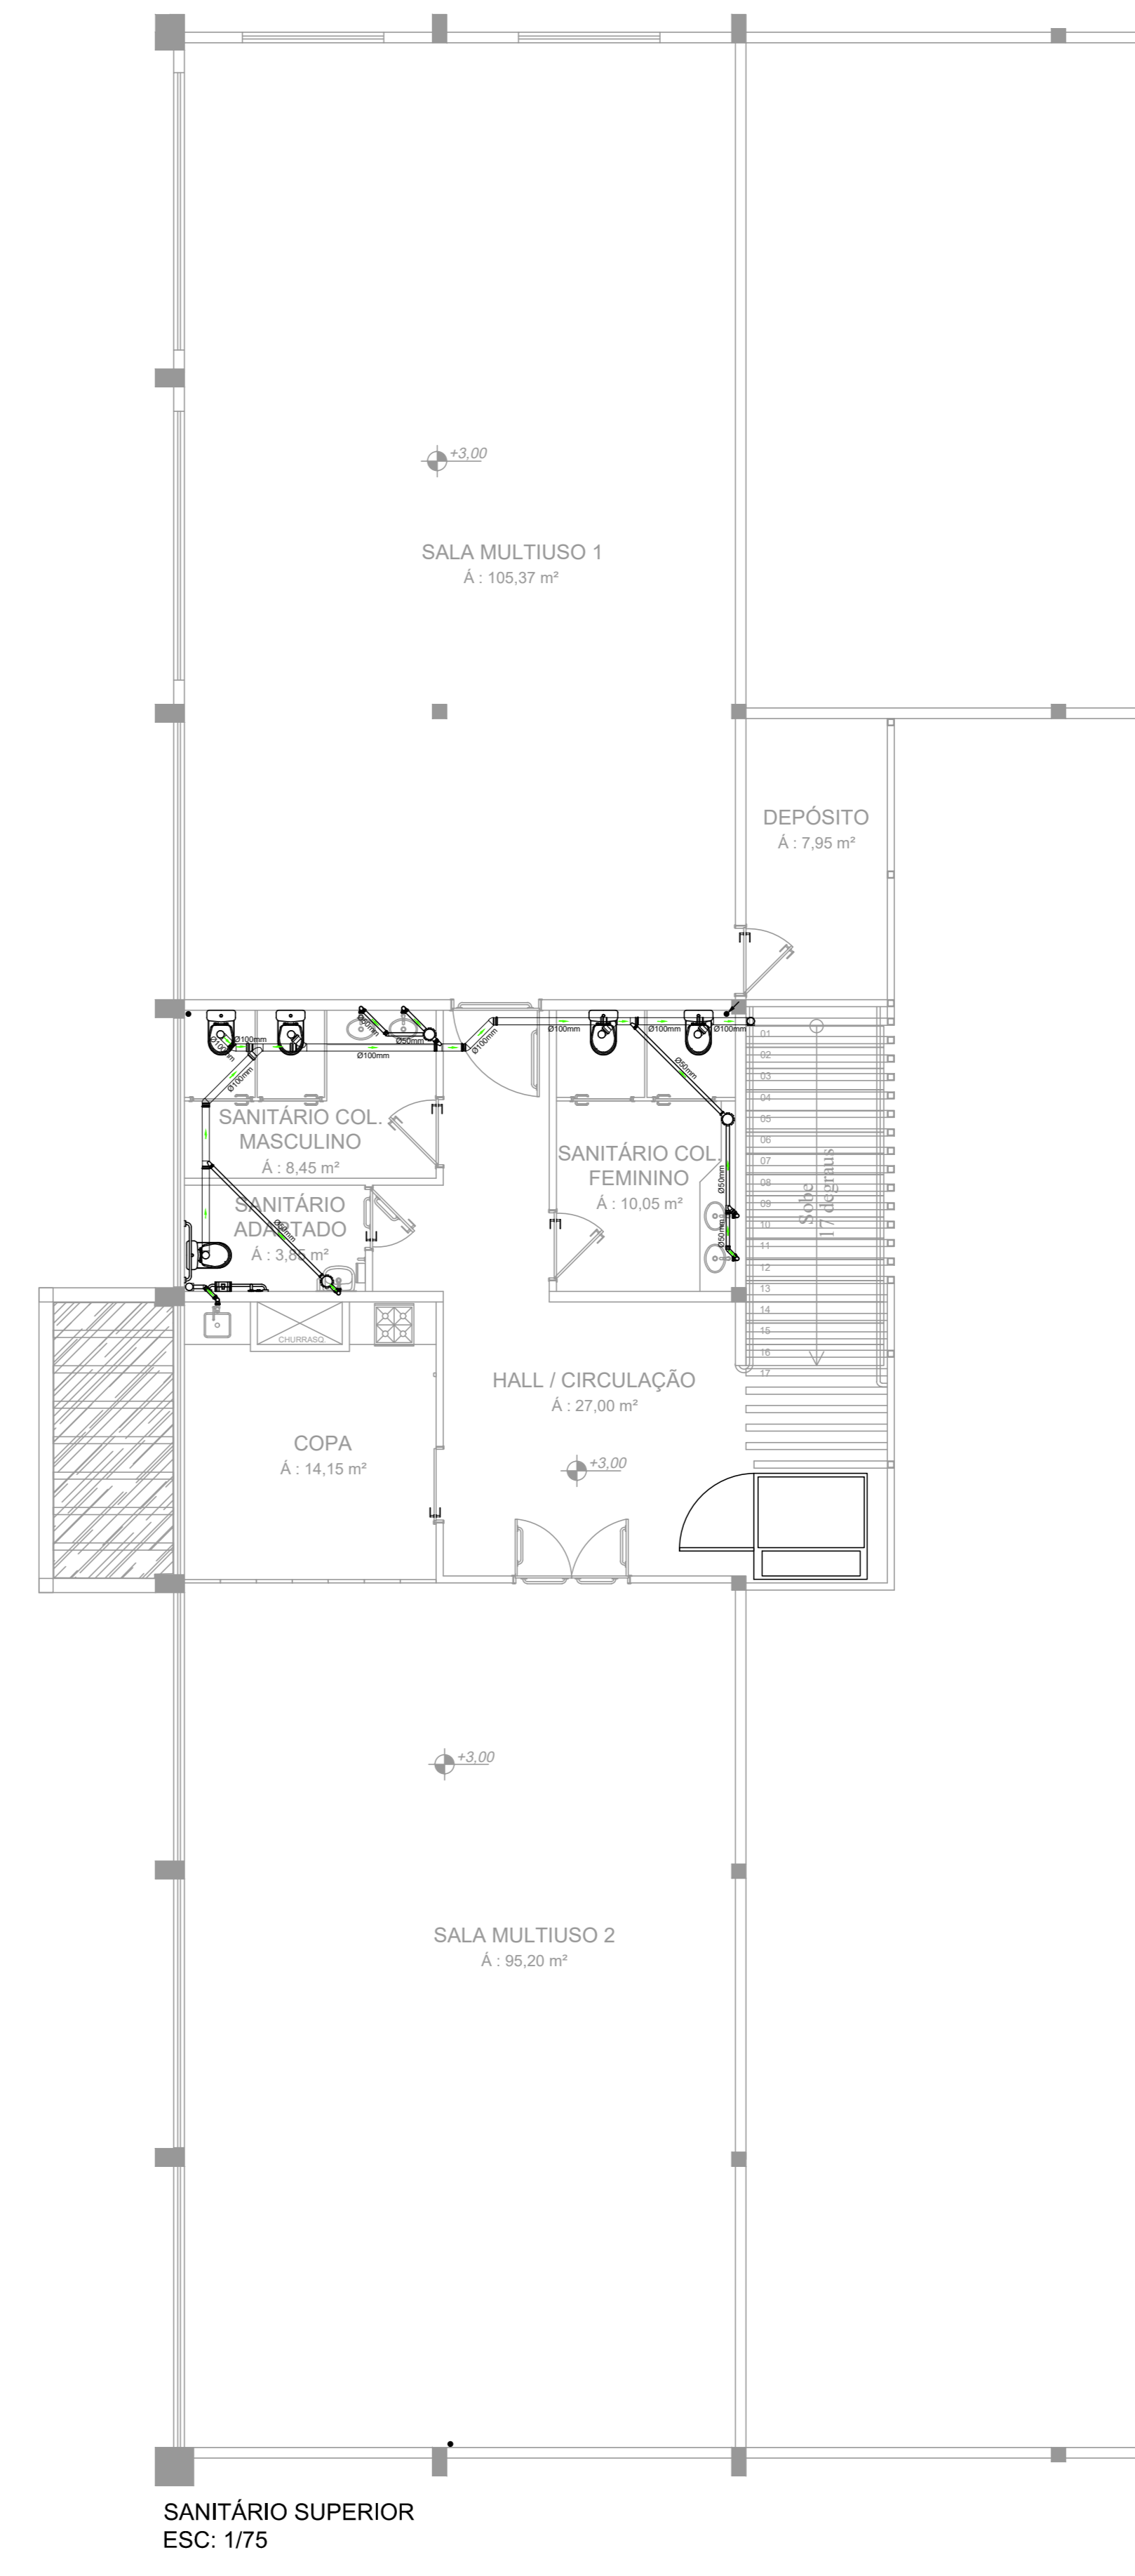 +3,00
SALA MULTIUSO 1
Á : 105,37 m²
DEPÓSITO
Á : 7,95 m²
Ø100mm
Ø100mm
Ø100mm
Ø100mm
Ø50mm
Ø50mm
Ø100mm
Ø100mm
Ø100mm
Ø100mm
Ø50mm
01
02
03
04
05
06
07
08
09
10
11
12
13
14
15
16
17
Sobe
17 degraus
SANITÁRIO COL.
MASCULINO
Á : 8,45 m²
SANITÁRIO COL.
FEMININO
Á : 10,05 m²
Ø50mm
Ø50mm
SANITÁRIO
ADAPTADO
Á : 3,85 m²
Ø50mm
CHURRASQ.
HALL / CIRCULAÇÃO
Á : 27,00 m²
COPA
Á : 14,15 m²
+3,00
+3,00
SALA MULTIUSO 2
Á : 95,20 m²
SANITÁRIO SUPERIOR
ESC: 1/75